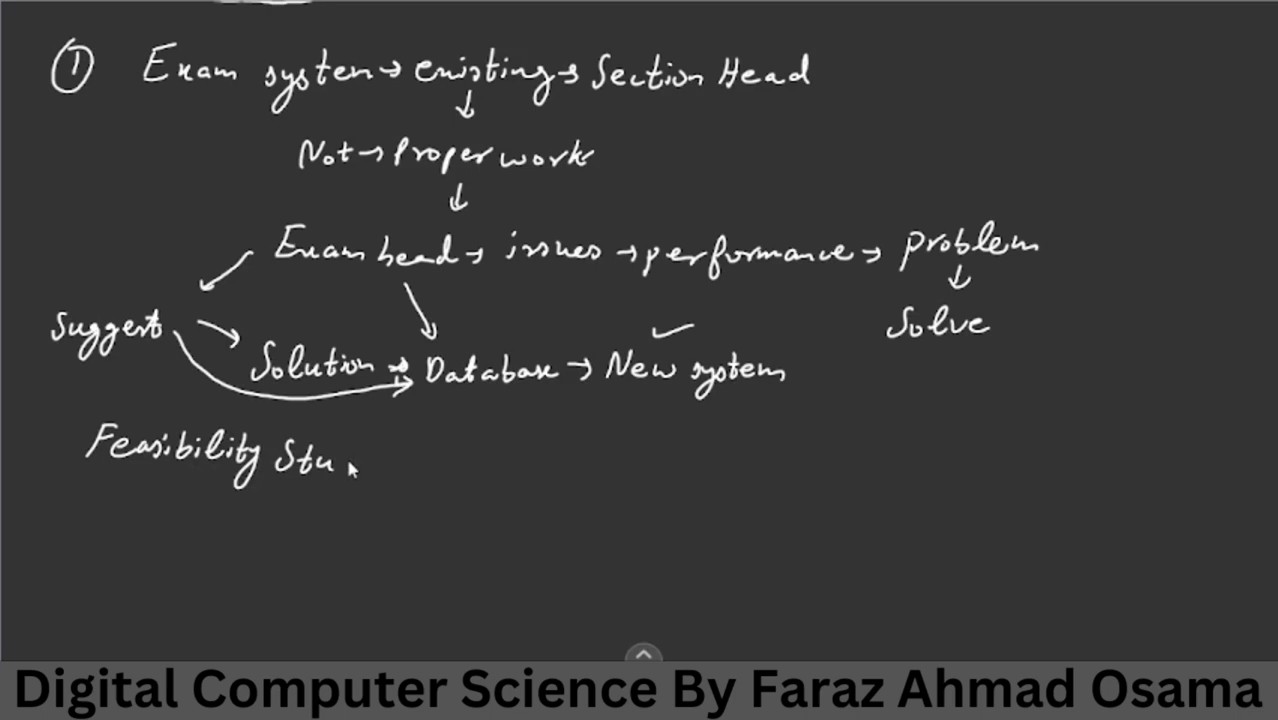 ① Exam system → existing → Section Head
↓
Not → Proper work
↓
Exam head → issues → performance → problem
↓
Suggest Solve
Solution → Database → New system
Feasibility Stu
Digital Computer Science By Faraz Ahmad Osama